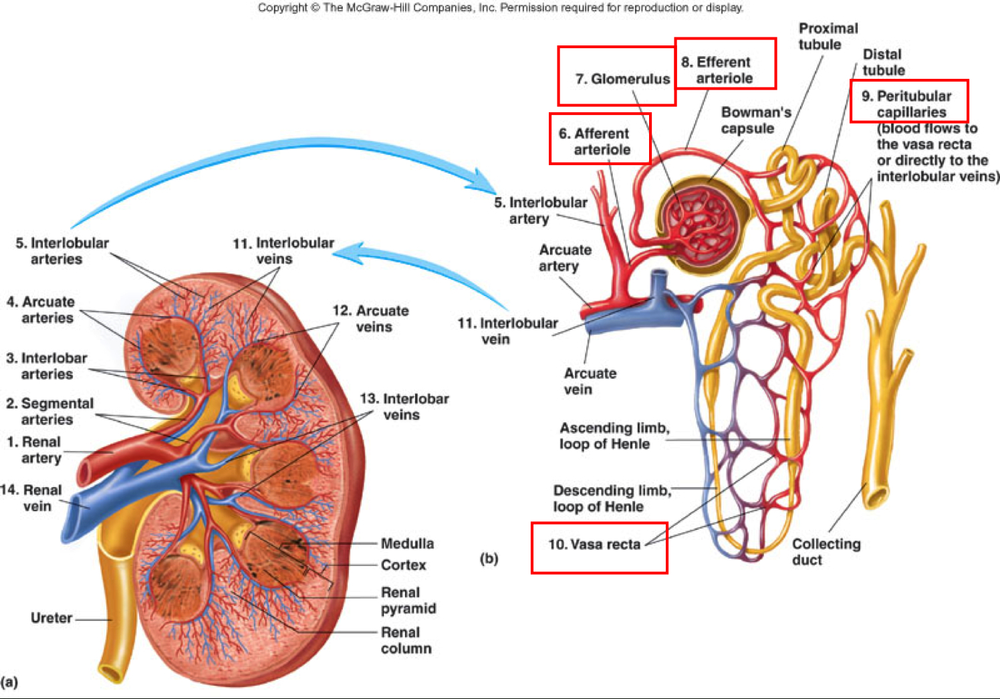 Copyright © The McGraw-Hill Companies, Inc. Permission required for reproduction or display.
5. Interlobular
arteries
11. Interlobular
veins
4. Arcuate
arteries
12. Arcuate
veins
3. Interlobar
arteries
2. Segmental
arteries
13. Interlobar
veins
1. Renal
artery
14. Renal
vein
Medulla
Cortex
Renal
pyramid
Renal
column
Ureter
(a)
Proximal
tubule
Distal
tubule
8. Efferent
arteriole
7. Glomerulus
9. Peritubular
capillaries
(blood flows to
the vasa recta
or directly to the
interlobular veins)
Bowman's
capsule
6. Afferent
arteriole
5. Interlobular
artery
Arcuate
artery
11. Interlobular
vein
Arcuate
vein
Ascending limb,
loop of Henle
Descending limb,
loop of Henle
10. Vasa recta
Collecting
duct
(b)